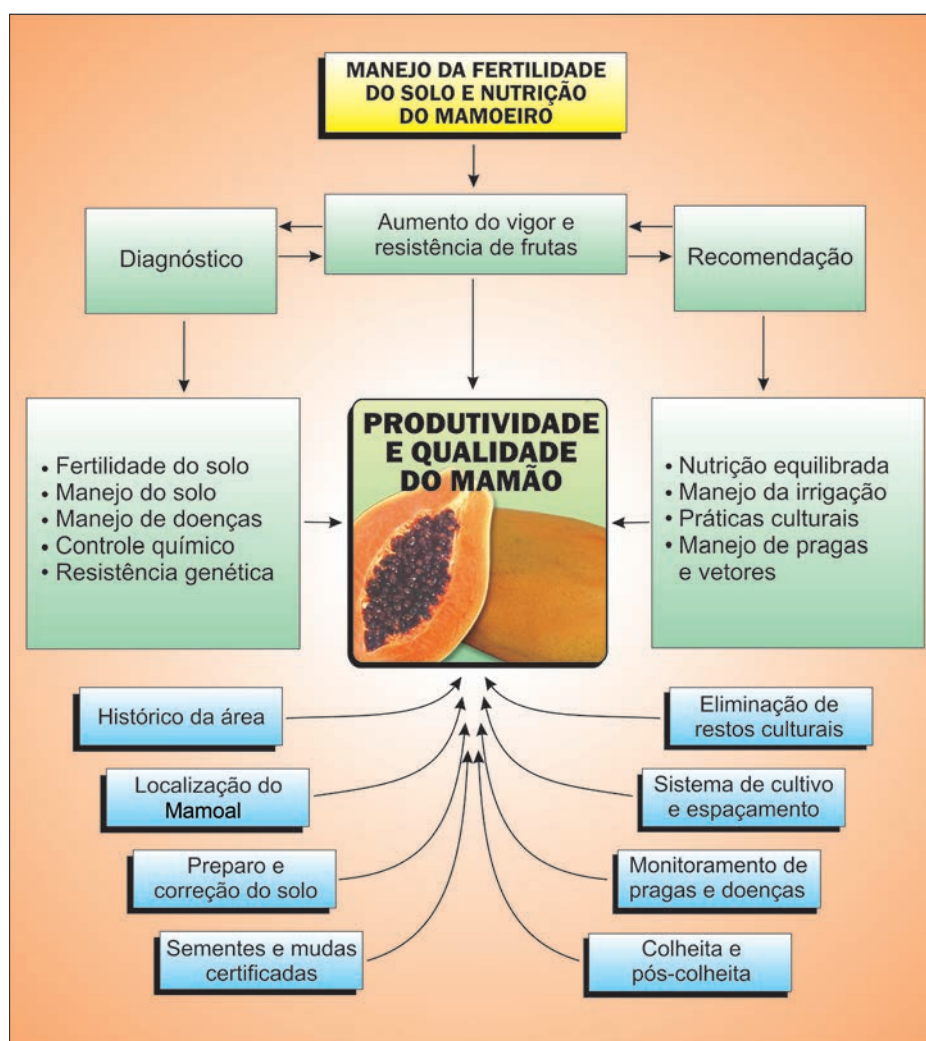 MANEJO DA FERTILIDADE
DO SOLO E NUTRIÇÃO
DO MAMOEIRO
Diagnóstico
Aumento do vigor e
resistência de frutas
Recomendação
• Fertilidade do solo
• Manejo do solo
• Manejo de doenças
• Controle químico
• Resistência genética
PRODUTIVIDADE
E QUALIDADE
DO MAMÃO
• Nutrição equilibrada
• Manejo da irrigação
• Práticas culturais
• Manejo de pragas
e vetores
Histórico da área
Eliminação de
restos culturais
Localização do
Mamoal
Sistema de cultivo
e espaçamento
Preparo e
correção do solo
Monitoramento de
pragas e doenças
Sementes e mudas
certificadas
Colheita e
pós-colheita